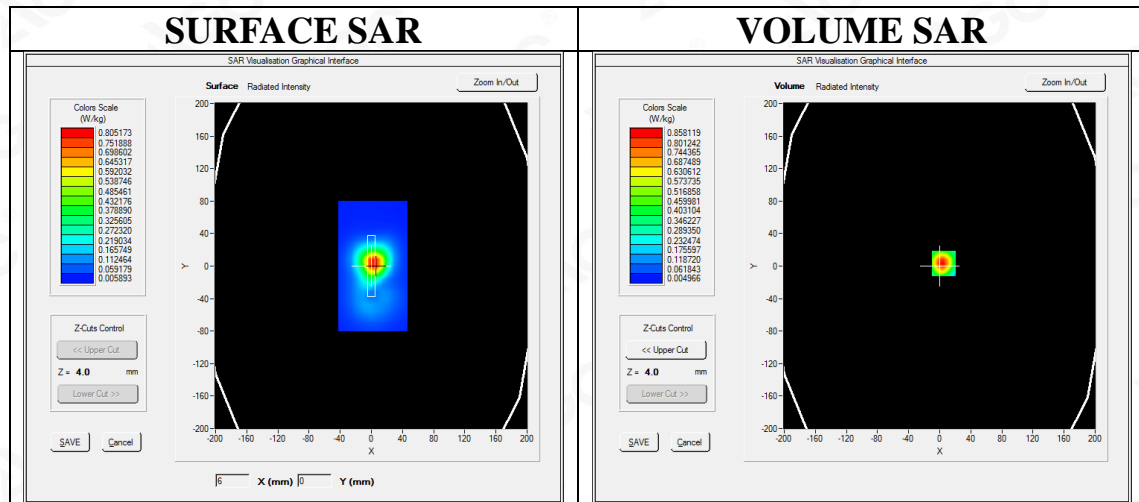 SURFACE SAR
SAR Visualisation Graphical Interface
Surface Radiated Intensity
Zoom In/Out
Colors Scale
(W/kg)
0.805173
0.751888
0.698602
0.645317
0.592032
0.538746
0.485461
0.432176
0.378890
0.325605
0.272320
0.219034
0.165749
0.112464
0.059179
0.005893
Z-Cuts Control
<< Upper Cut
Z = 4.0 mm
Lower Cut >>
SAVE Cancel
200
160
120
80
40
0
-40
-80
-120
-160
-200
Y
-200 -160 -120 -80 -40 0 40 80 120 160 200
X
6 X (mm) 0 Y (mm)
VOLUME SAR
SAR Visualisation Graphical Interface
Volume Radiated Intensity
Zoom In/Out
Colors Scale
(W/kg)
0.858119
0.801242
0.744365
0.687489
0.630612
0.573735
0.516858
0.459981
0.403104
0.346227
0.289350
0.232474
0.175597
0.118720
0.061843
0.004966
Z-Cuts Control
<< Upper Cut
Z = 4.0 mm
Lower Cut >>
SAVE Cancel
200
160
120
80
40
0
-40
-80
-120
-160
-200
Y
-200 -160 -120 -80 -40 0 40 80 120 160 200
X